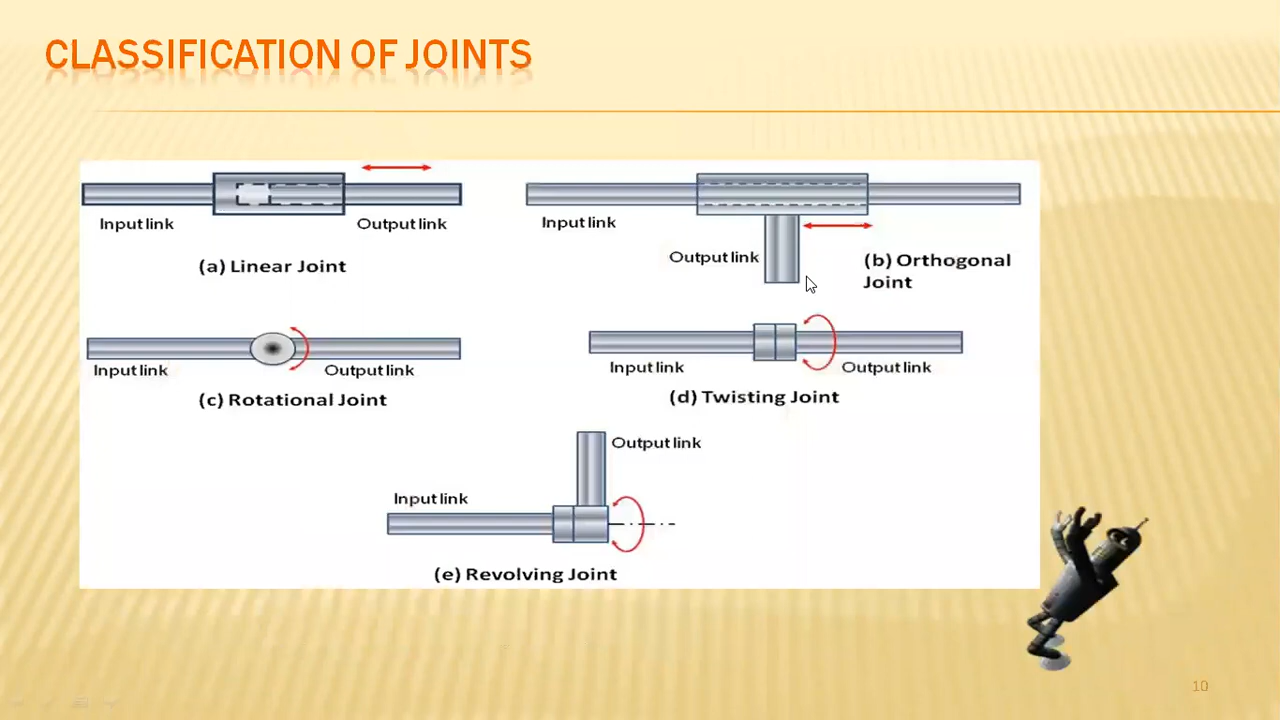 CLASSIFICATION OF JOINTS
Input link
Output link
(a) Linear Joint
Input link
Output link
(b) Orthogonal
Joint
Input link
Output link
(c) Rotational Joint
Input link
Output link
(d) Twisting Joint
Output link
Input link
(e) Revolving Joint
10